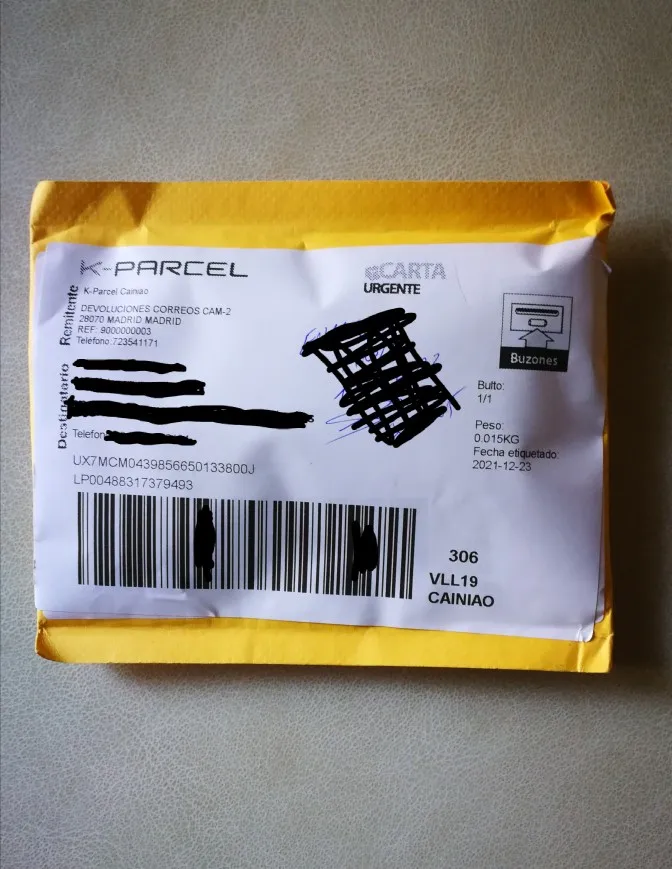 K-PARCEL
K-Parcel Cainiao
Remitente
DEVOLUCIONES CORREOS CAM-2
28070 MADRID MADRID
REF: 9000000003
Telefono:723541171
CARTA
URGENTE
Buzones
Destinatario
Telefon
Bulto:
1/1
Peso:
0.015KG
Fecha etiquetado:
2021-12-23
UX7MCM0439856650133800J
LP00488317379493
306
VLL19
CAINIAO